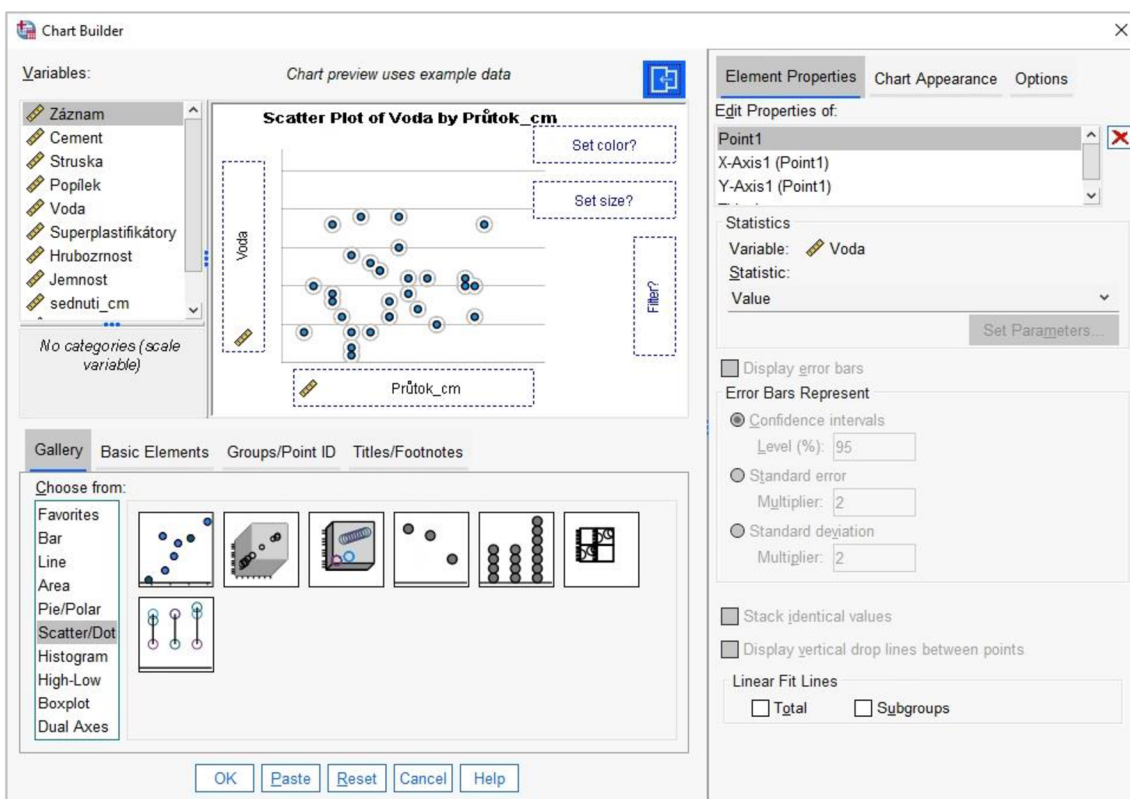 Chart Builder
Variables:
Chart preview uses example data
Záznam
Cement
Struska
Popílek
Voda
Superplastifikátory
Hrubozrnost
Jemnost
sednuti_cm
No categories (scale
variable)
Scatter Plot of Voda by Průtok_cm
Set color?
Set size?
Filter?
Voda
Průtok_cm
Gallery Basic Elements Groups/Point ID Titles/Footnotes
Choose from:
Favorites
Bar
Line
Area
Pie/Polar
Scatter/Dot
Histogram
High-Low
Boxplot
Dual Axes
OK Paste Reset Cancel Help
Element Properties Chart Appearance Options
Edit Properties of:
Point1
X-Axis1 (Point1)
Y-Axis1 (Point1)
Statistics
Variable: Voda
Statistic:
Value
Set Parameters...
Display error bars
Error Bars Represent
Confidence intervals
Level (%): 95
Standard error
Multiplier: 2
Standard deviation
Multiplier: 2
Stack identical values
Display vertical drop lines between points
Linear Fit Lines
Total Subgroups